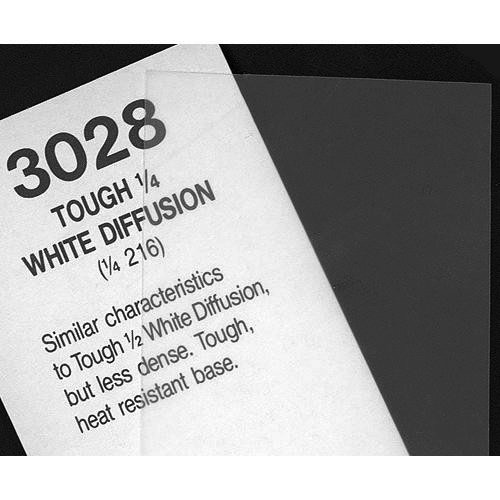 3028
TOUGH ¼
WHITE DIFFUSION
(¼ 216)
Similar characteristics
to Tough ½ White Diffusion,
but less dense. Tough,
heat resistant base.